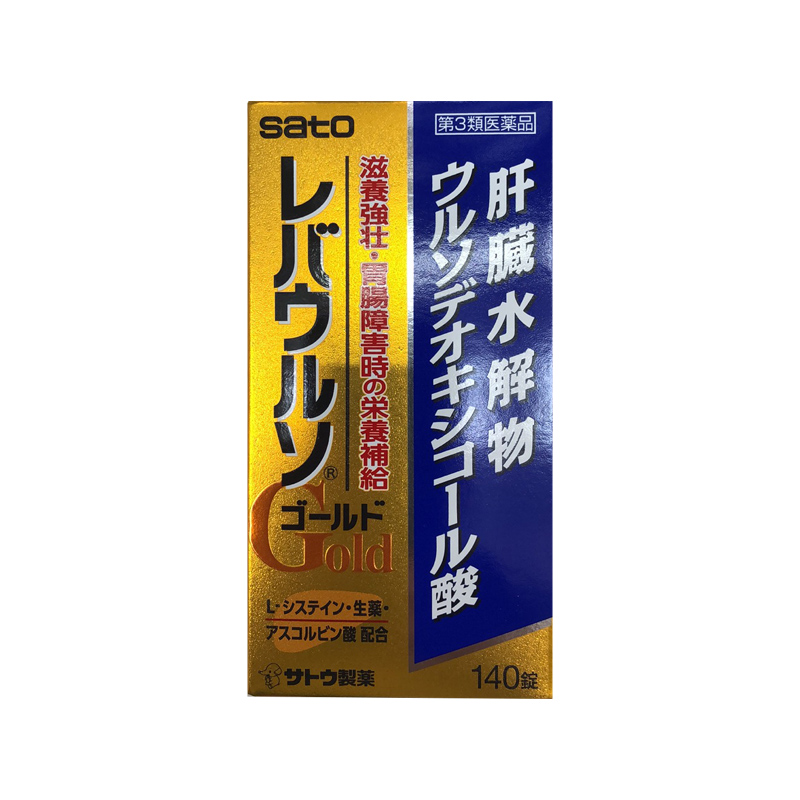 sato
第3類医薬品
肝臓水解物
ウルソデオキシコール酸
滋養強壮・胃腸障害時の栄養補給
レバウルソ®
ゴールド
Gold
L-システイン・生薬・
アスコルビン酸 配合
サトウ製薬
140錠